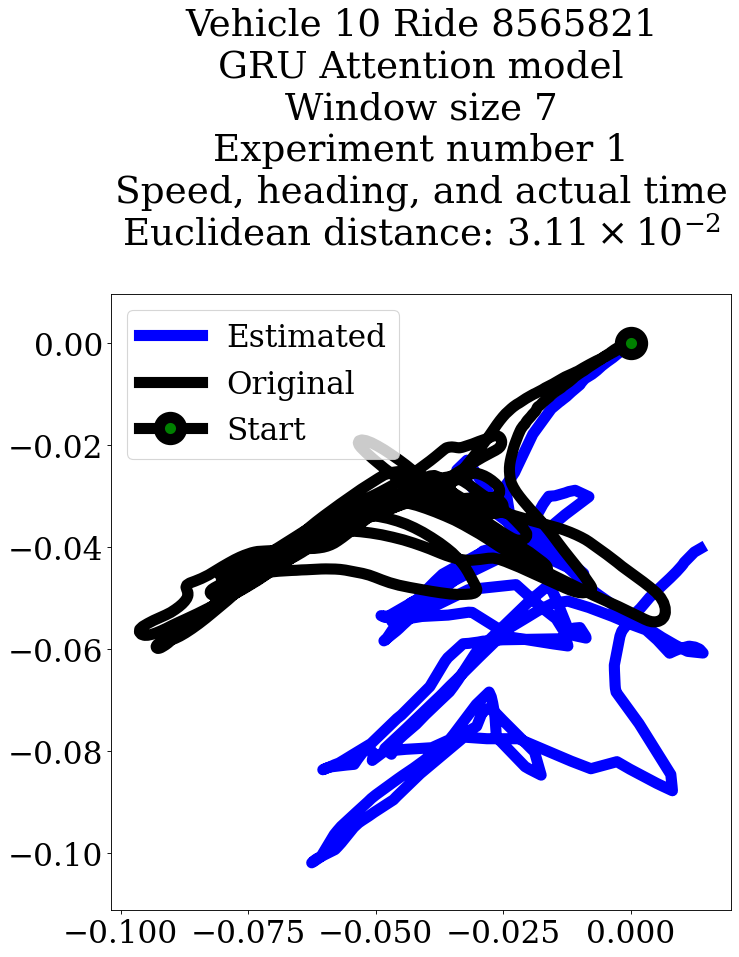 Vehicle 10 Ride 8565821
GRU Attention model
Window size 7
Experiment number 1
Speed, heading, and actual time
Euclidean distance: 3.11 × 10⁻²
Estimated
Original
Start
0.00
−0.02
−0.04
−0.06
−0.08
−0.10
−0.100 −0.075 −0.050 −0.025 0.000